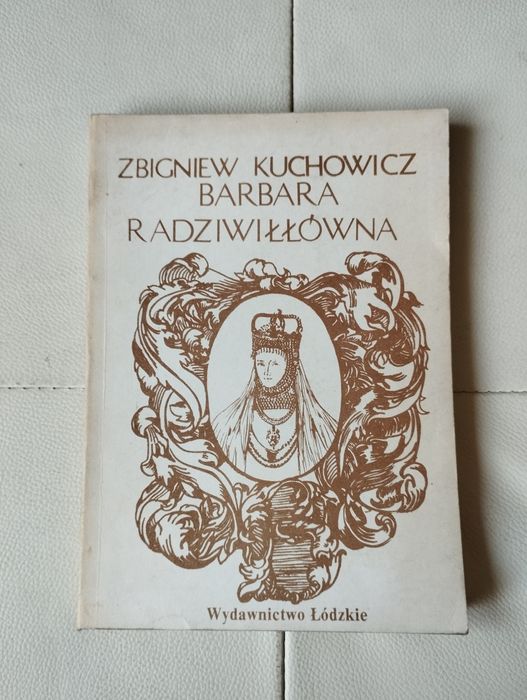 ZBIGNIEW KUCHOWICZ
BARBARA
RADZIWIŁŁÓWNA
Wydawnictwo Łódzkie